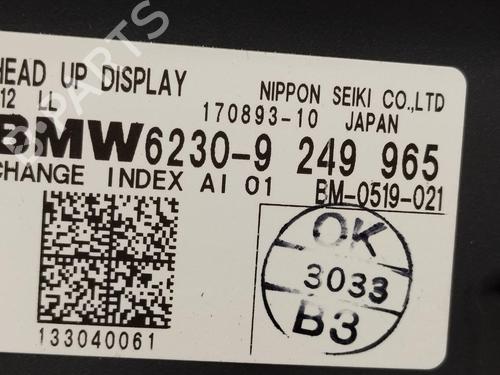 HEAD UP DISPLAY
12 LL
NIPPON SEIKI CO.,LTD
170893-10 JAPAN
BMW 6230-9 249 965
CHANGE INDEX AI 01
BM-0519-021
OK
3033
B3
133040061